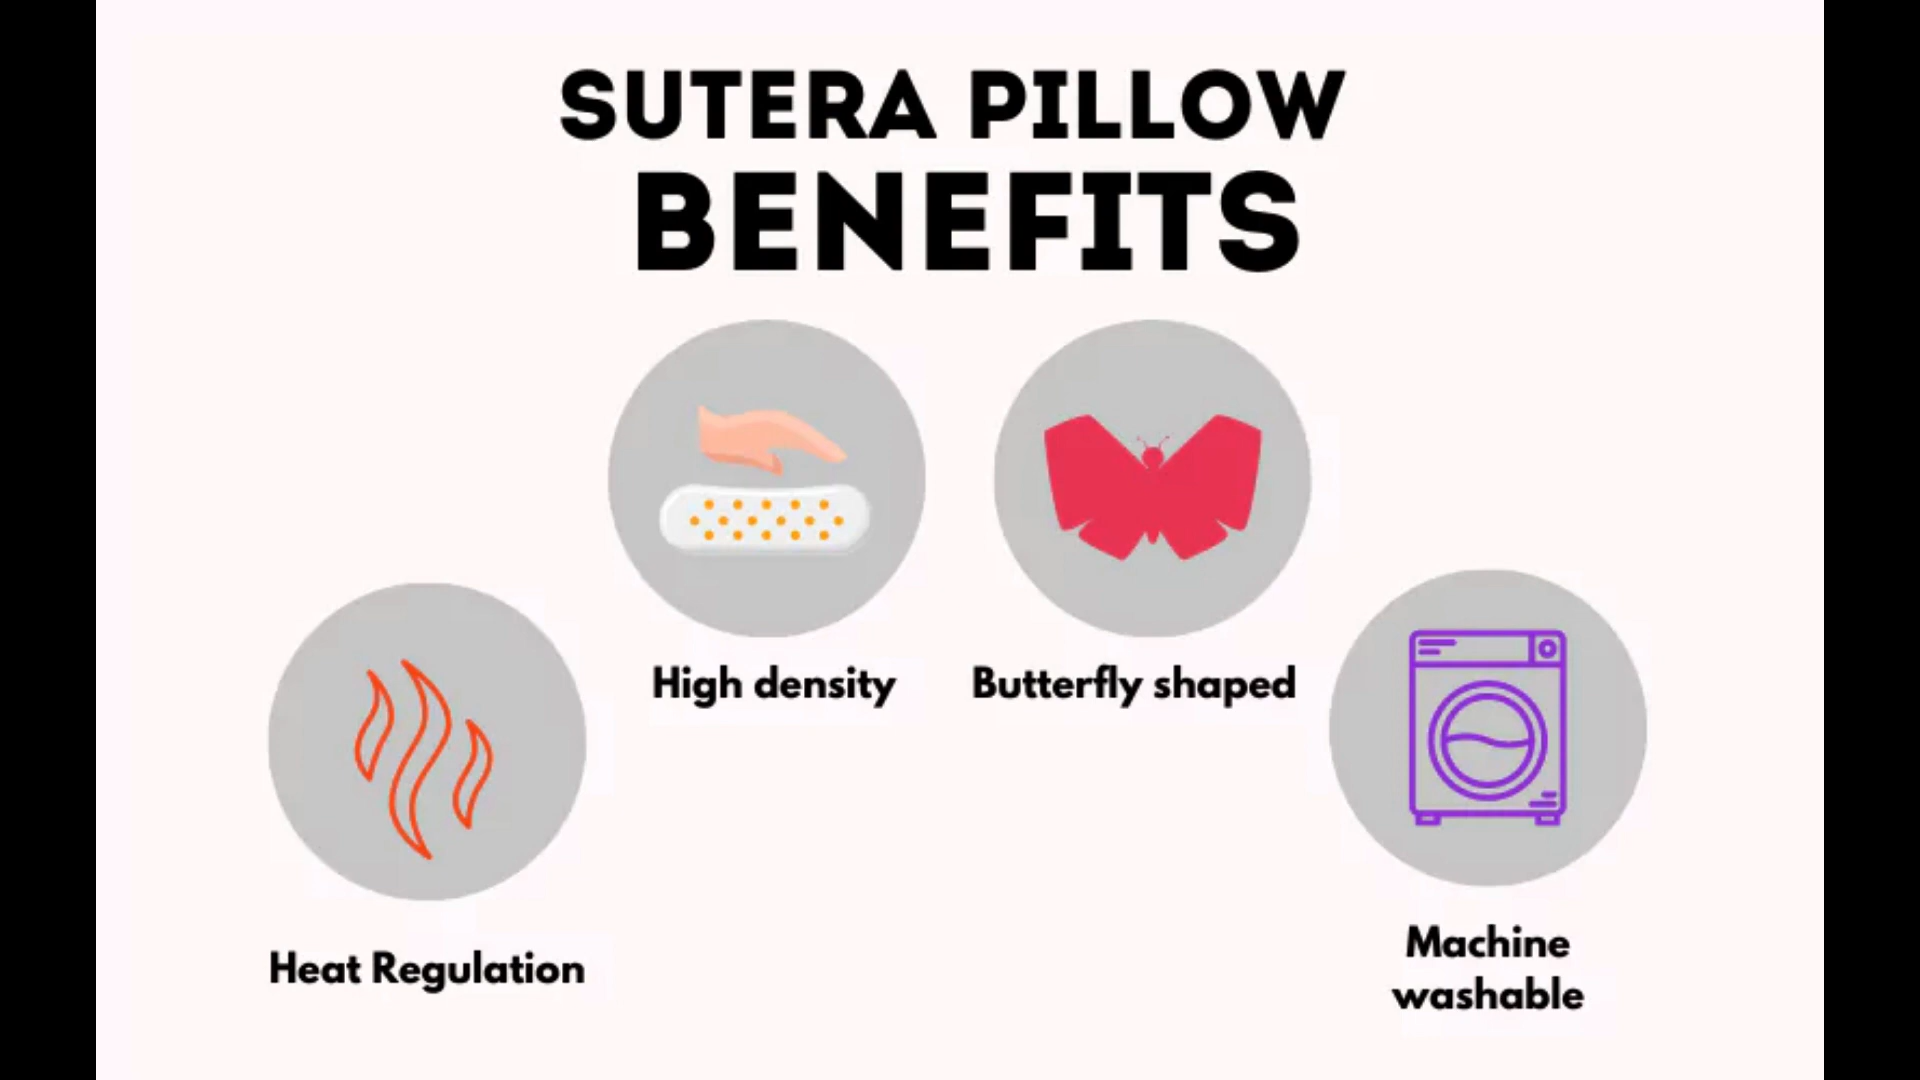 SUTERA PILLOW
BENEFITS
High density
Butterfly shaped
Heat Regulation
Machine
washable